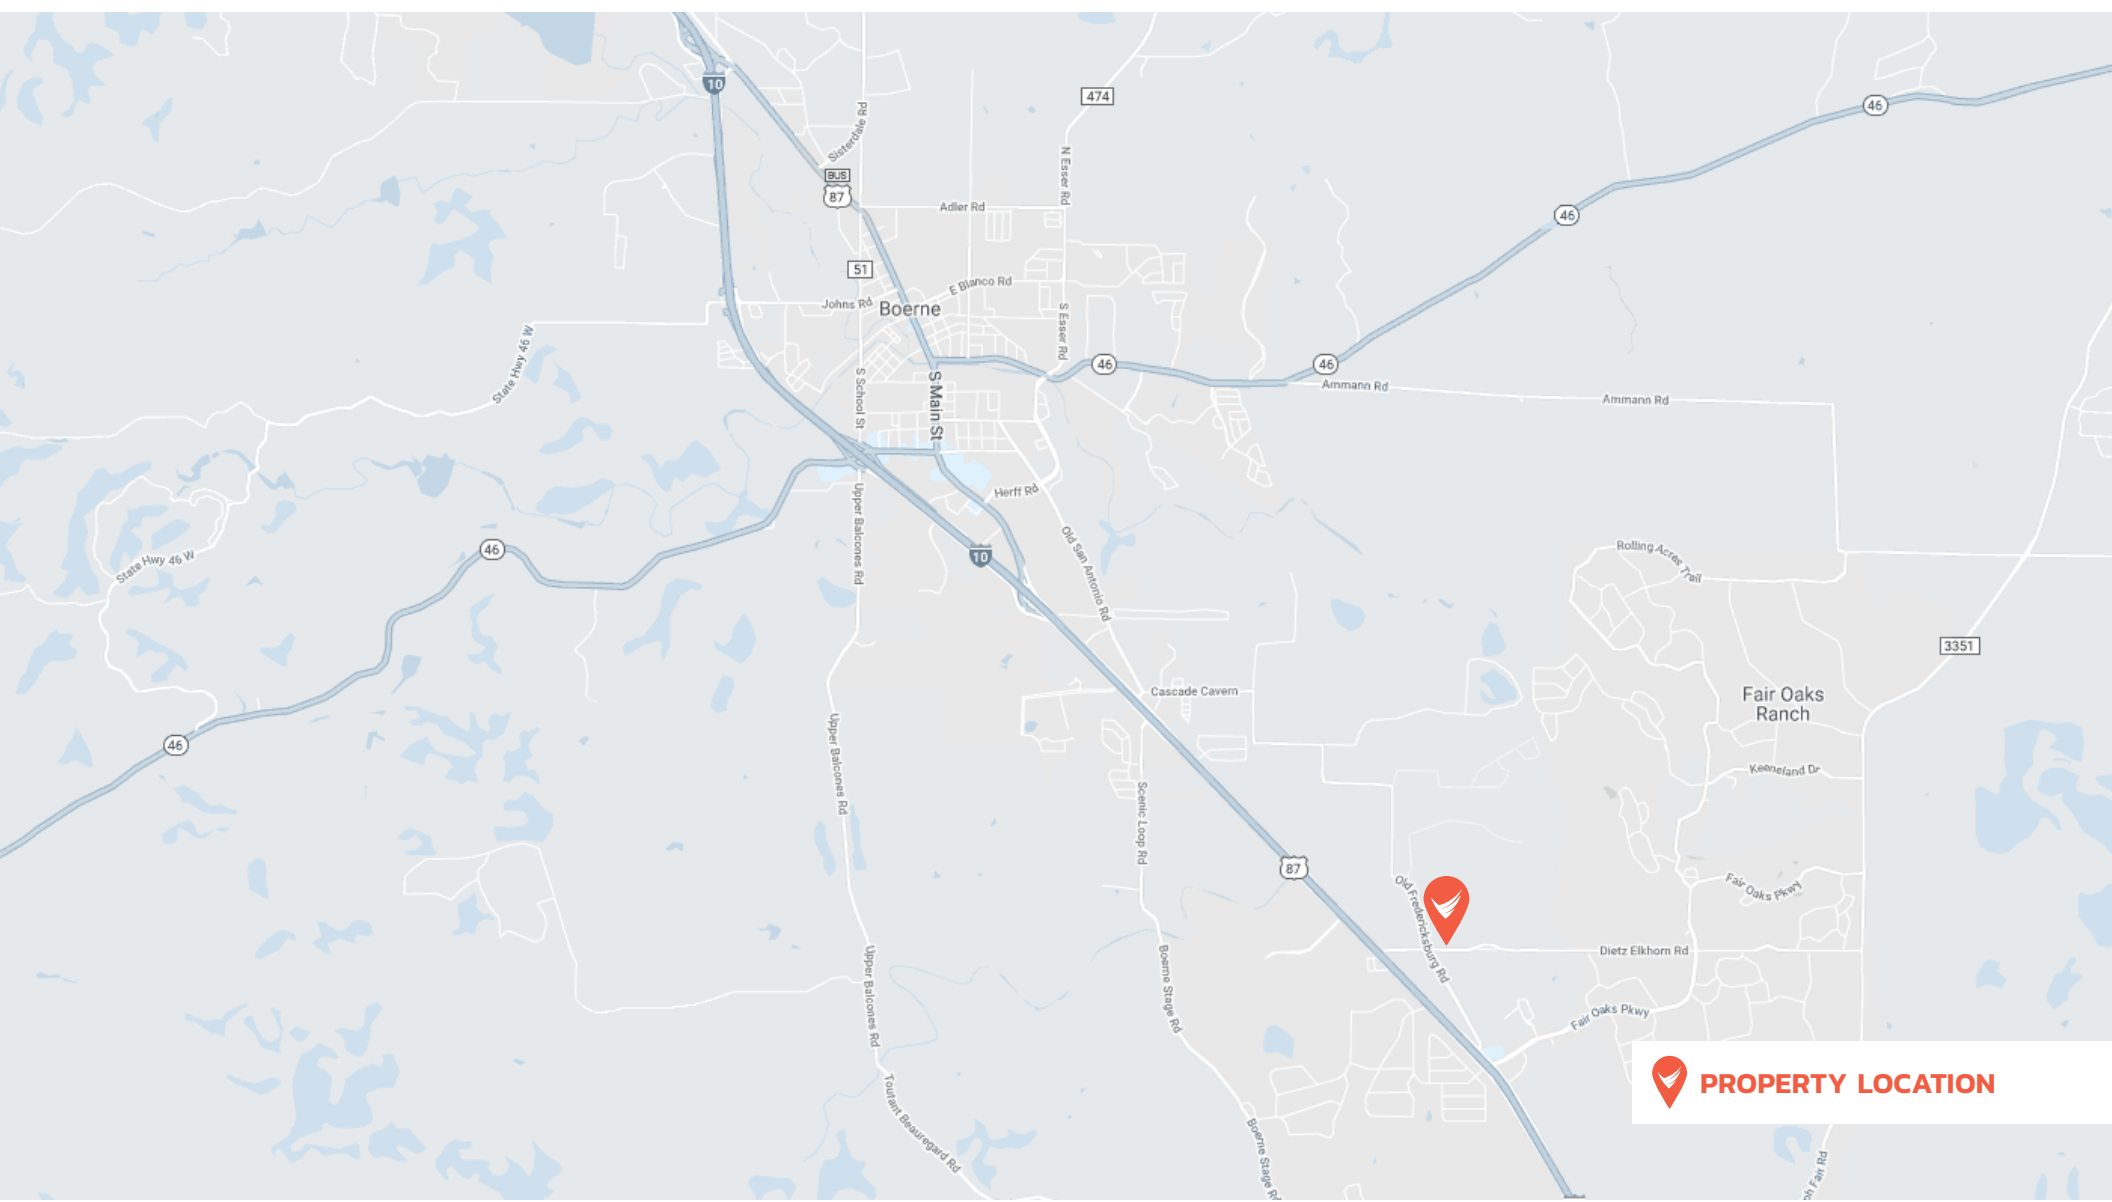 10
474
46
Sisterdale Rd
N Esser Rd
BUS
87
Adler Rd
46
51
E Blanco Rd
Johns Rd
Boerne
S Esser Rd
State Hwy 46 W
46
46
Ammann Rd
Ammann Rd
S School St
S Main St
Herff Rd
Upper Balcones Rd
Old San Antonio Rd
46
State Hwy 46 W
10
Rolling Acres Trail
3351
Cascade Cavern
Fair Oaks
Ranch
46
Upper Balcones Rd
Keeneland Dr
Scenic Loop Rd
87
Old Fredericksburg Rd
Fair Oaks Pkwy
Dietz Elkhorn Rd
Boerne Stage Rd
Upper Balcones Rd
Fair Oaks Pkwy
PROPERTY LOCATION
Toutant Beauregard Rd
Boerne Stage Rd
Fair Rd